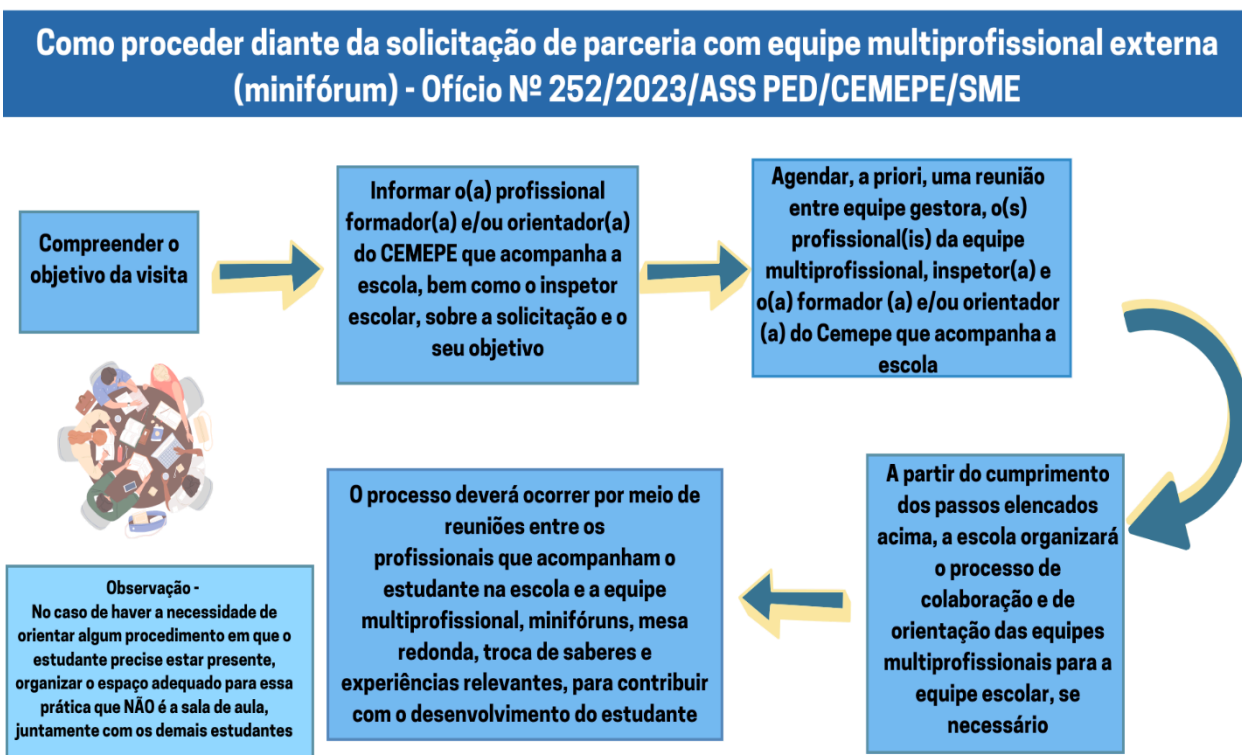 Como proceder diante da solicitação de parceria com equipe multiprofissional externa
(minifórum) - Ofício Nº 252/2023/ASS PED/CEMEPE/SME
Compreender o
objetivo da visita
Informar o(a) profissional
formador(a) e/ou orientador(a)
do CEMEPE que acompanha a
escola, bem como o inspetor
escolar, sobre a solicitação e o
seu objetivo
Agendar, a priori, uma reunião
entre equipe gestora, o(s)
profissional(is) da equipe
multiprofissional, inspetor(a) e
o(a) formador (a) e/ou orientador
(a) do Cemepe que acompanha a
escola
A partir do cumprimento
dos passos elencados
acima, a escola organizará
o processo de
colaboração e de
orientação das equipes
multiprofissionais para a
equipe escolar, se
necessário
O processo deverá ocorrer por meio de
reuniões entre os
profissionais que acompanham o
estudante na escola e a equipe
multiprofissional, minifóruns, mesa
redonda, troca de saberes e
experiências relevantes, para contribuir
com o desenvolvimento do estudante
Observação -
No caso de haver a necessidade de
orientar algum procedimento em que o
estudante precise estar presente,
organizar o espaço adequado para essa
prática que NÃO é a sala de aula,
juntamente com os demais estudantes